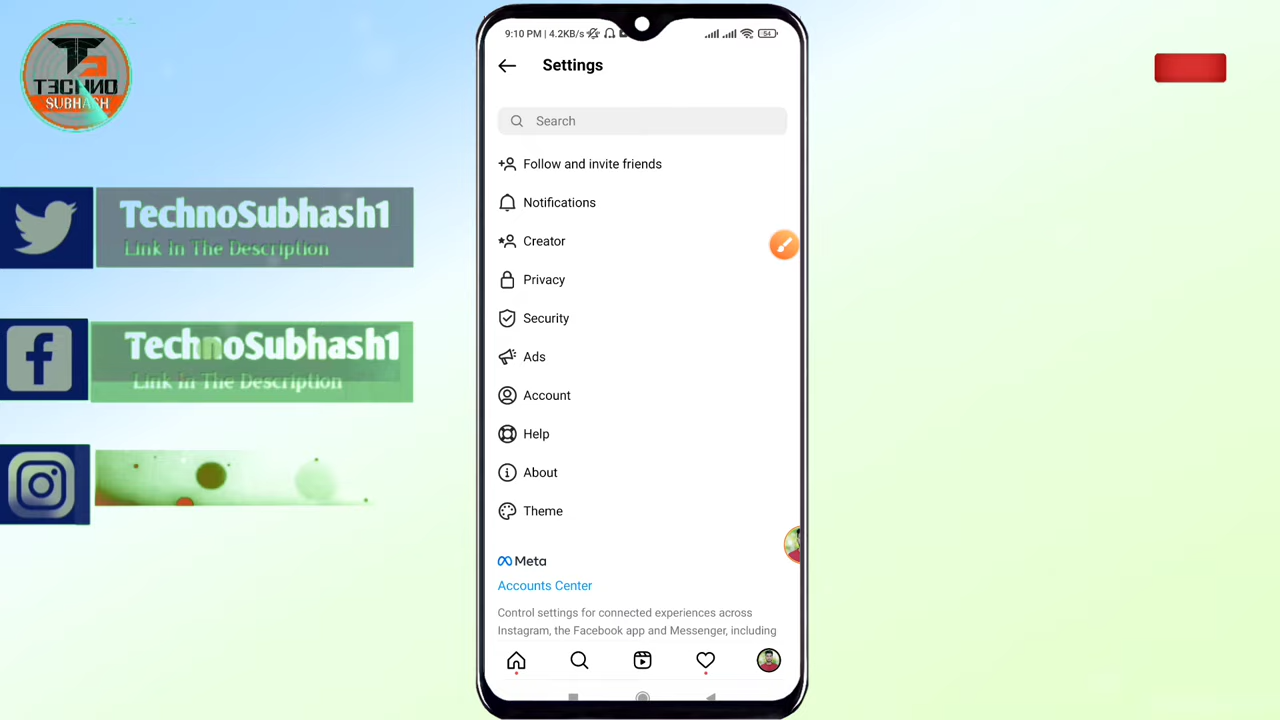 TECHNO
SUBHASH
TechnoSubhash1
Link In The Description
TechnoSubhash1
Link In The Description
9:10 PM | 4.2KB/s
54
Settings
Search
Follow and invite friends
Notifications
Creator
Privacy
Security
Ads
Account
Help
About
Theme
Meta
Accounts Center
Control settings for connected experiences across
Instagram, the Facebook app and Messenger, including